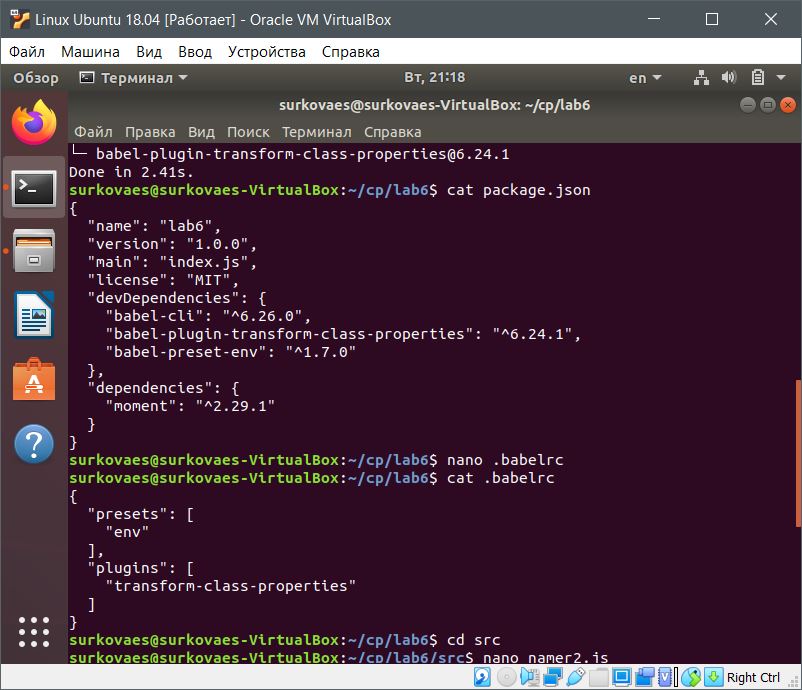 Linux Ubuntu 18.04 [Работает] - Oracle VM VirtualBox
Файл Машина Вид Ввод Устройства Справка
Обзор Терминал Вт, 21:18 en
surkovaes@surkovaes-VirtualBox: ~/cp/lab6
Файл Правка Вид Поиск Терминал Справка
└─ babel-plugin-transform-class-properties@6.24.1
Done in 2.41s.
surkovaes@surkovaes-VirtualBox:~/cp/lab6$ cat package.json
{
  "name": "lab6",
  "version": "1.0.0",
  "main": "index.js",
  "license": "MIT",
  "devDependencies": {
    "babel-cli": "^6.26.0",
    "babel-plugin-transform-class-properties": "^6.24.1",
    "babel-preset-env": "^1.7.0"
  },
  "dependencies": {
    "moment": "^2.29.1"
  }
}
surkovaes@surkovaes-VirtualBox:~/cp/lab6$ nano .babelrc
surkovaes@surkovaes-VirtualBox:~/cp/lab6$ cat .babelrc
{
  "presets": [
    "env"
  ],
  "plugins": [
    "transform-class-properties"
  ]
}
surkovaes@surkovaes-VirtualBox:~/cp/lab6$ cd src
surkovaes@surkovaes-VirtualBox:~/cp/lab6/src$ nano namer2.js
Right Ctrl